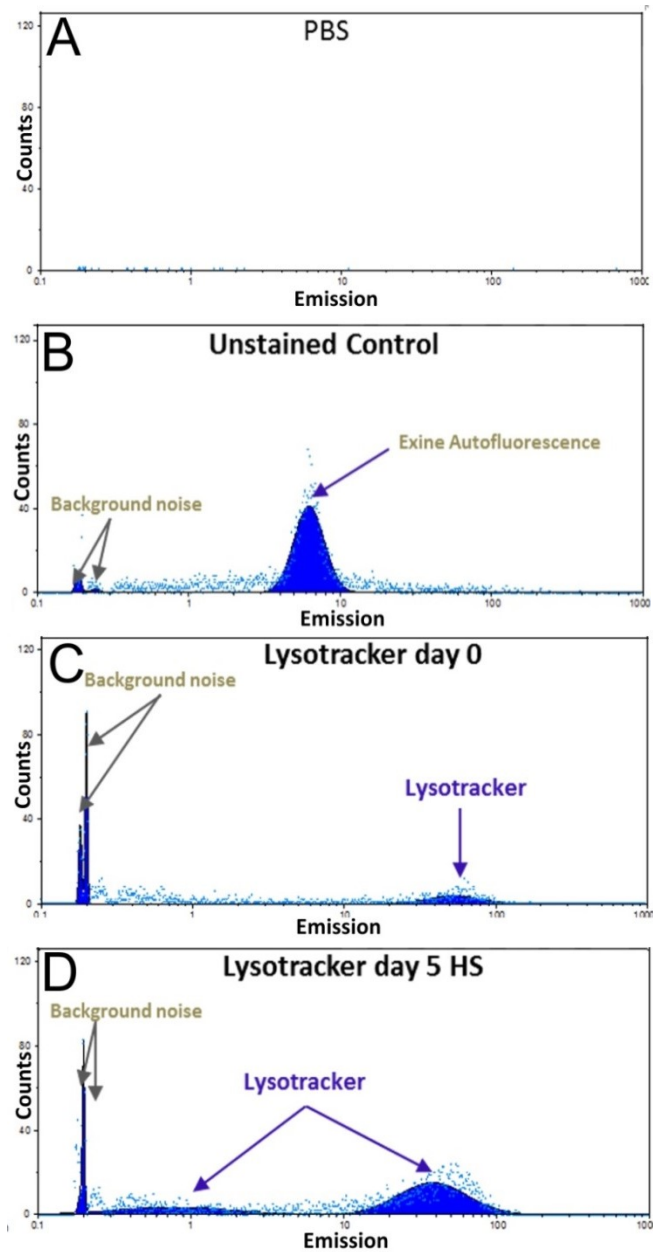 A
PBS
120
80
40
0
Counts
0.1
1
10
100
1000
Emission
B
Unstained Control
120
80
40
0
Counts
Exine Autofluorescence
Background noise
0.1
1
10
100
1000
Emission
C
Lysotracker day 0
Background noise
120
80
40
0
Counts
Lysotracker
0.1
1
10
100
1000
Emission
D
Lysotracker day 5 HS
120
80
40
0
Counts
Background noise
Lysotracker
0.1
1
10
100
1000
Emission